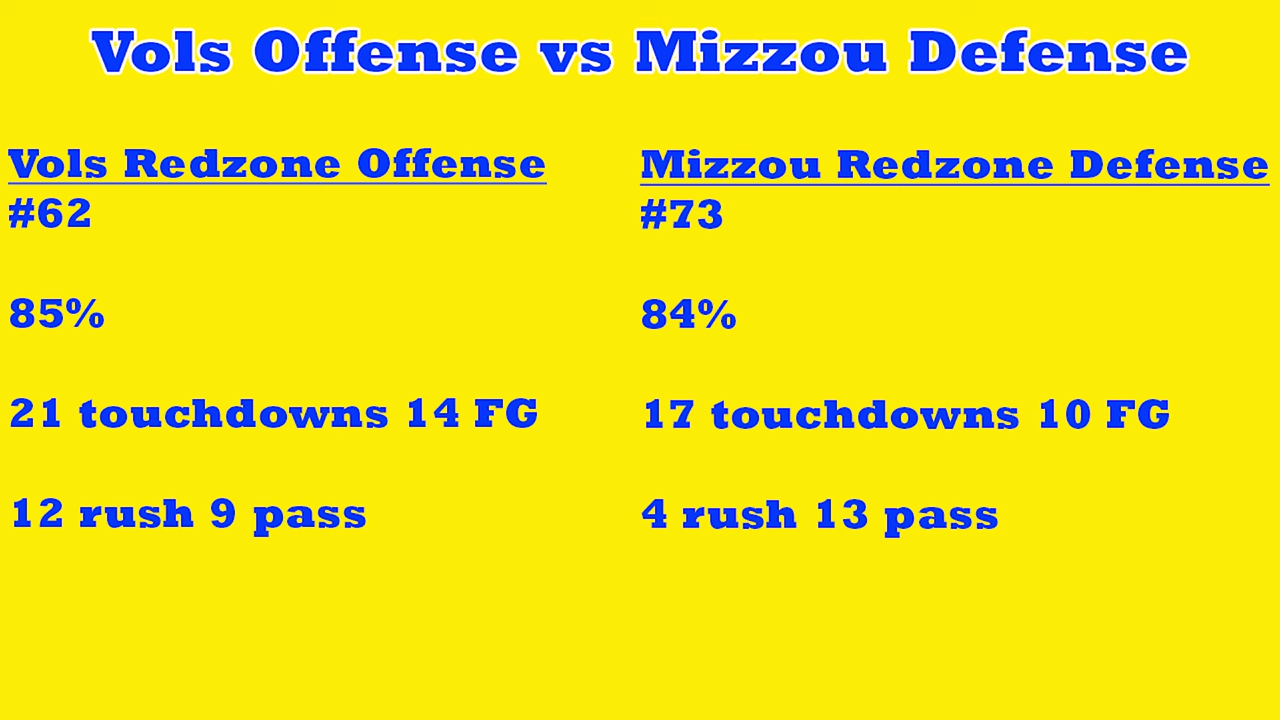 Vols Offense vs Mizzou Defense
Vols Redzone Offense
#62
85%
21 touchdowns 14 FG
12 rush 9 pass
Mizzou Redzone Defense
#73
84%
17 touchdowns 10 FG
4 rush 13 pass